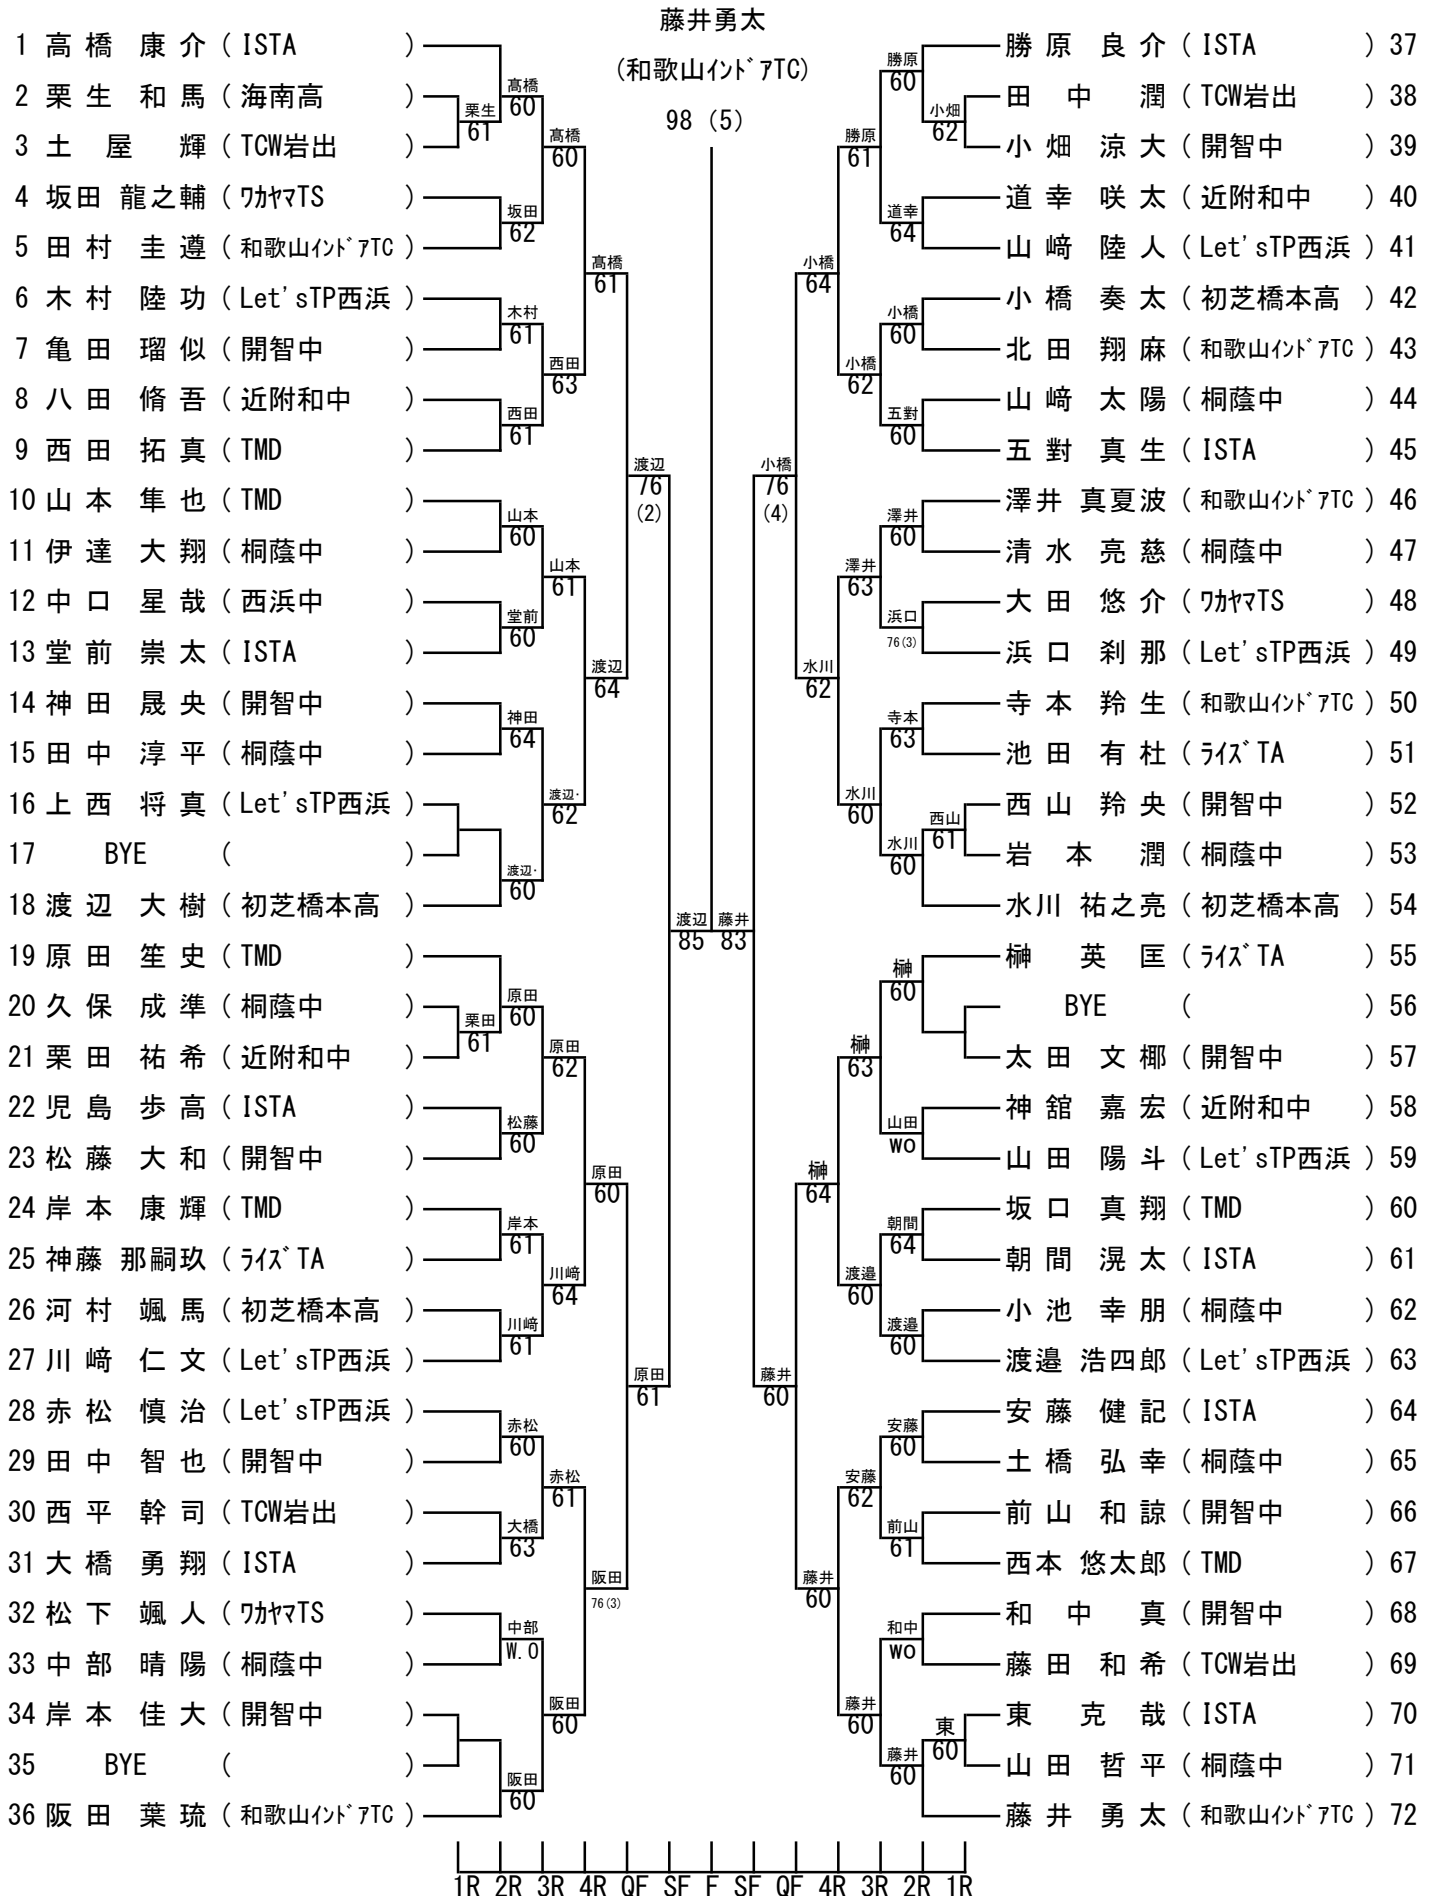 藤井勇太
(和歌山インドアTC)
98 (5)
1 高橋 康介 ( ISTA )
2 栗生 和馬 ( 海南高 )
3 土屋 輝 ( TCW岩出 )
4 坂田 龍之輔 ( ワカヤマTS )
5 田村 圭遵 ( 和歌山インドアTC )
6 木村 陸功 ( Let'sTP西浜 )
7 亀田 瑠似 ( 開智中 )
8 八田 脩吾 ( 近附和中 )
9 西田 拓真 ( TMD )
10 山本 隼也 ( TMD )
11 伊達 大翔 ( 桐蔭中 )
12 中口 星哉 ( 西浜中 )
13 堂前 崇太 ( ISTA )
14 神田 晟央 ( 開智中 )
15 田中 淳平 ( 桐蔭中 )
16 上西 将真 ( Let'sTP西浜 )
17 BYE ( )
18 渡辺 大樹 ( 初芝橋本高 )
19 原田 笙史 ( TMD )
20 久保 成準 ( 桐蔭中 )
21 栗田 祐希 ( 近附和中 )
22 児島 歩高 ( ISTA )
23 松藤 大和 ( 開智中 )
24 岸本 康輝 ( TMD )
25 神藤 那嗣玖 ( ライズTA )
26 河村 颯馬 ( 初芝橋本高 )
27 川﨑 仁文 ( Let'sTP西浜 )
28 赤松 慎治 ( Let'sTP西浜 )
29 田中 智也 ( 開智中 )
30 西平 幹司 ( TCW岩出 )
31 大橋 勇翔 ( ISTA )
32 松下 颯人 ( ワカヤマTS )
33 中部 晴陽 ( 桐蔭中 )
34 岸本 佳大 ( 開智中 )
35 BYE ( )
36 阪田 葉琉 ( 和歌山インドアTC )
栗生
61
栗田
61
髙橋
60
坂田
62
木村
61
西田
61
山本
60
堂前
60
神田
64
渡辺・
60
原田
60
松藤
60
岸本
61
川﨑
61
赤松
60
大橋
63
中部
W.O
阪田
60
髙橋
60
西田
63
山本
61
渡辺・
62
原田
62
川﨑
64
赤松
61
阪田
60
髙橋
61
渡辺
64
原田
60
阪田
76(3)
渡辺
76
(2)
原田
61
渡辺
85
藤井
83
小橋
76
(4)
藤井
60
小橋
64
水川
62
榊
64
藤井
60
勝原
61
小橋
62
澤井
63
水川
60
榊
63
渡邉
60
安藤
62
藤井
60
勝原
60
道幸
64
小橋
60
五對
60
澤井
60
浜口
76(3)
寺本
63
水川
60
榊
60
山田
WO
朝間
64
渡邉
60
安藤
60
前山
61
和中
WO
藤井
60
小畑
62
西山
61
東
60
勝原 良介 ( ISTA ) 37
田中 潤 ( TCW岩出 ) 38
小畑 涼大 ( 開智中 ) 39
道幸 咲太 ( 近附和中 ) 40
山﨑 陸人 ( Let'sTP西浜 ) 41
小橋 奏太 ( 初芝橋本高 ) 42
北田 翔麻 ( 和歌山インドアTC ) 43
山﨑 太陽 ( 桐蔭中 ) 44
五對 真生 ( ISTA ) 45
澤井 真夏波 ( 和歌山インドアTC ) 46
清水 亮慈 ( 桐蔭中 ) 47
大田 悠介 ( ワカヤマTS ) 48
浜口 刹那 ( Let'sTP西浜 ) 49
寺本 羚生 ( 和歌山インドアTC ) 50
池田 有杜 ( ライズTA ) 51
西山 羚央 ( 開智中 ) 52
岩本 潤 ( 桐蔭中 ) 53
水川 祐之亮 ( 初芝橋本高 ) 54
榊 英匡 ( ライズTA ) 55
BYE ( ) 56
太田 文椰 ( 開智中 ) 57
神舘 嘉宏 ( 近附和中 ) 58
山田 陽斗 ( Let'sTP西浜 ) 59
坂口 真翔 ( TMD ) 60
朝間 滉太 ( ISTA ) 61
小池 幸朋 ( 桐蔭中 ) 62
渡邉 浩四郎 ( Let'sTP西浜 ) 63
安藤 健記 ( ISTA ) 64
土橋 弘幸 ( 桐蔭中 ) 65
前山 和諒 ( 開智中 ) 66
西本 悠太郎 ( TMD ) 67
和中 真 ( 開智中 ) 68
藤田 和希 ( TCW岩出 ) 69
東 克哉 ( ISTA ) 70
山田 哲平 ( 桐蔭中 ) 71
藤井 勇太 ( 和歌山インドアTC ) 72
1R 2R 3R 4R QF SF F SF QF 4R 3R 2R 1R